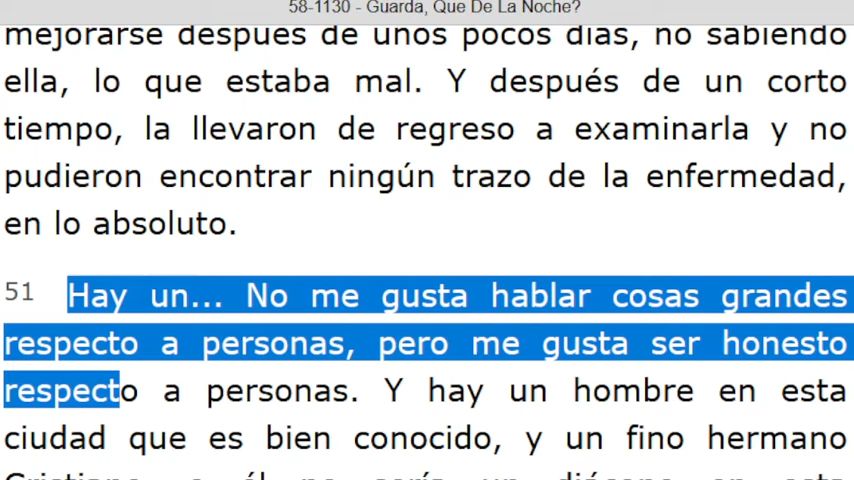 58-1130 - Guarda, Que De La Noche?
mejorarse después de unos pocos días, no sabiendo
ella, lo que estaba mal. Y después de un corto
tiempo, la llevaron de regreso a examinarla y no
pudieron encontrar ningún trazo de la enfermedad,
en lo absoluto.
51 Hay un... No me gusta hablar cosas grandes
respecto a personas, pero me gusta ser honesto
respecto a personas. Y hay un hombre en esta
ciudad que es bien conocido, y un fino hermano